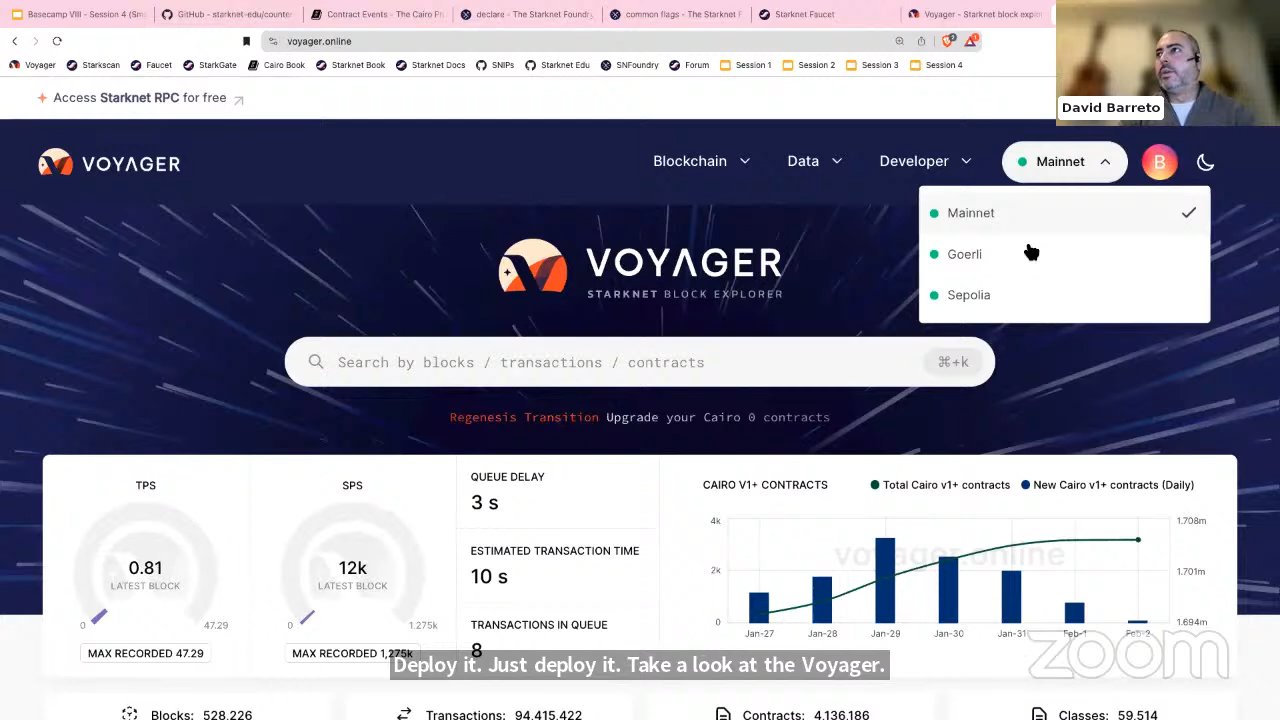 Basecamp VIII - Session 4 (Sma
GitHub - starknet-edu/counter
Contract Events - The Cairo Pr
declare - The Starknet Foundry
common flags - The Starknet F
Starknet Faucet
Voyager - Starknet block explo
voyager.online
Voyager
Starkscan
Faucet
StarkGate
Cairo Book
Starknet Book
Starknet Docs
SNIPs
Starknet Edu
SNFoundry
Forum
Session 1
Session 2
Session 3
Session 4
David Barreto
Access Starknet RPC for free
VOYAGER
Blockchain
Data
Developer
Mainnet
B
Mainnet
Goerli
Sepolia
VOYAGER
STARKNET BLOCK EXPLORER
Search by blocks / transactions / contracts
⌘+k
Regenesis Transition Upgrade your Cairo 0 contracts
TPS
0.81
LATEST BLOCK
0
47.29
MAX RECORDED 47.29
SPS
12k
LATEST BLOCK
0
1.275k
MAX RECORDED 1,275k
QUEUE DELAY
3 s
ESTIMATED TRANSACTION TIME
10 s
TRANSACTIONS IN QUEUE
8
CAIRO V1+ CONTRACTS
Total Cairo v1+ contracts
New Cairo v1+ contracts (Daily)
4k
2k
0
1.708m
1.701m
1.694m
voyager.online
Jan-27
Jan-28
Jan-29
Jan-30
Jan-31
Feb-1
Feb-2
zoom
Deploy it. Just deploy it. Take a look at the Voyager.
Blocks: 528,226
Transactions: 94,415,422
Contracts: 4,136,186
Classes: 59,514